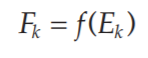 F_k = f(E_k)